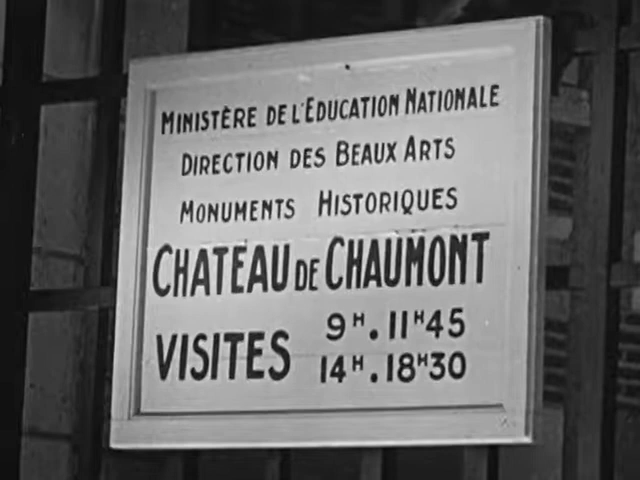 MINISTÈRE DE L'EDUCATION NATIONALE
DIRECTION DES BEAUX ARTS
MONUMENTS HISTORIQUES
CHATEAU DE CHAUMONT
VISITES 9H.11H45
14H.18H30